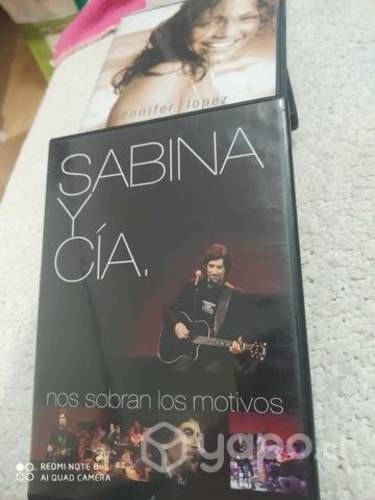 jennifer lopez
SABINA
Y
CÍA.
nos sobran los motivos
yapo.cl
REDMI NOTE 8
AI QUAD CAMERA